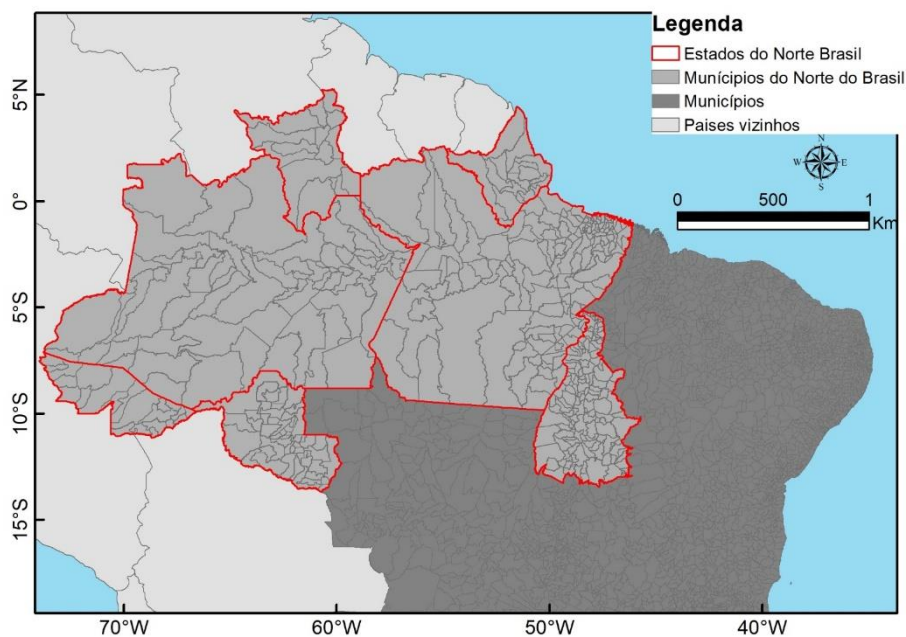 Legenda
Estados do Norte Brasil
Munícipios do Norte do Brasil
Municípios
Paises vizinhos
N
W E
S
0 500 1
Km
5°N
0°
5°S
10°S
15°S
70°W 60°W 50°W 40°W